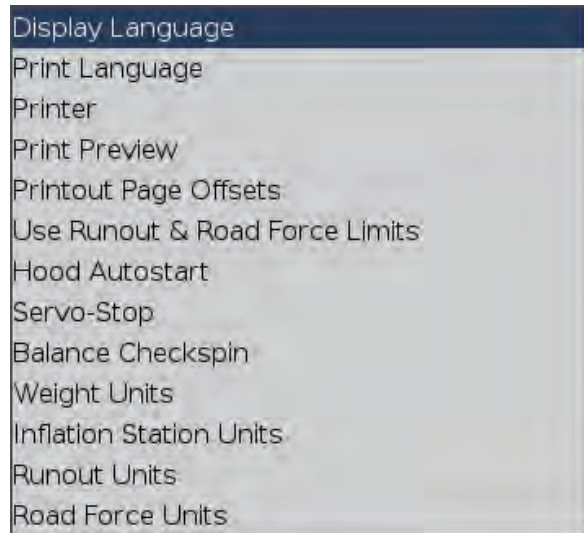 Display Language
Print Language
Printer
Print Preview
Printout Page Offsets
Use Runout & Road Force Limits
Hood Autostart
Servo-Stop
Balance Checkspin
Weight Units
Inflation Station Units
Runout Units
Road Force Units